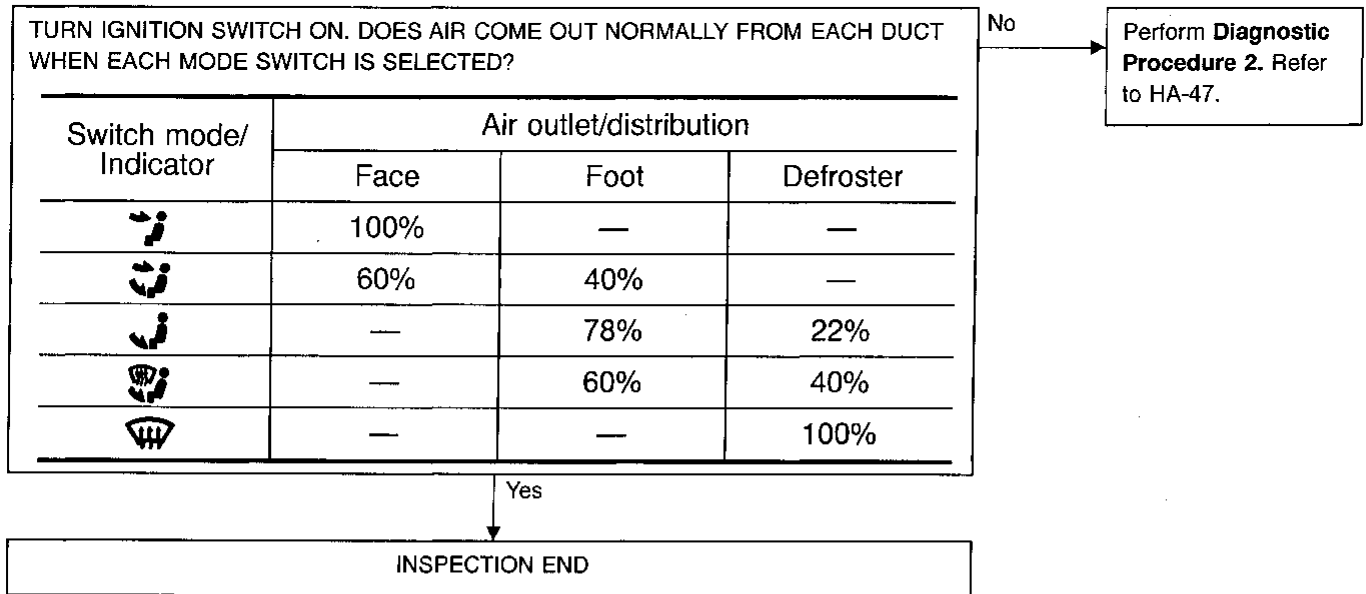 TURN IGNITION SWITCH ON. DOES AIR COME OUT NORMALLY FROM EACH DUCT
WHEN EACH MODE SWITCH IS SELECTED?
No
Perform Diagnostic
Procedure 2. Refer
to HA-47.
Switch mode/
Indicator
Air outlet/distribution
Face Foot Defroster
100% — —
60% 40% —
— 78% 22%
— 60% 40%
— — 100%
Yes
INSPECTION END